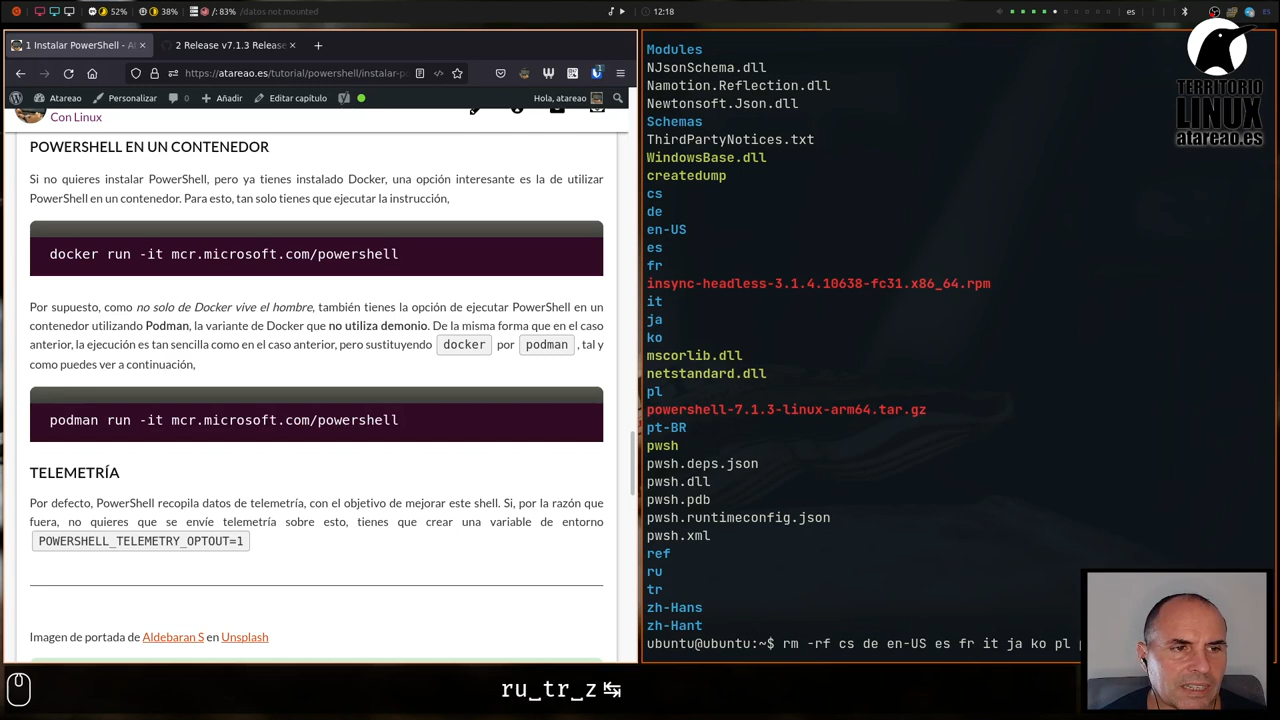 52% 38% /: 83% /datos not mounted 12:18 es ES
1 Instalar PowerShell - At
2 Release v7.1.3 Release
https://atareao.es/tutorial/powershell/instalar-p
Atareao Personalizar 0 Añadir Editar capítulo Hola, atareao
Con Linux
POWERSHELL EN UN CONTENEDOR
Si no quieres instalar PowerShell, pero ya tienes instalado Docker, una opción interesante es la de utilizar
PowerShell en un contenedor. Para esto, tan solo tienes que ejecutar la instrucción,
docker run -it mcr.microsoft.com/powershell
Por supuesto, como no solo de Docker vive el hombre, también tienes la opción de ejecutar PowerShell en un
contenedor utilizando Podman, la variante de Docker que no utiliza demonio. De la misma forma que en el caso
anterior, la ejecución es tan sencilla como en el caso anterior, pero sustituyendo docker por podman , tal y
como puedes ver a continuación,
podman run -it mcr.microsoft.com/powershell
TELEMETRÍA
Por defecto, PowerShell recopila datos de telemetría, con el objetivo de mejorar este shell. Si, por la razón que
fuera, no quieres que se envíe telemetría sobre esto, tienes que crear una variable de entorno
POWERSHELL_TELEMETRY_OPTOUT=1
Imagen de portada de Aldebaran S en Unsplash
Modules
NJsonSchema.dll
Namotion.Reflection.dll
Newtonsoft.Json.dll
Schemas
ThirdPartyNotices.txt
WindowsBase.dll
createdump
cs
de
en-US
es
fr
insync-headless-3.1.4.10638-fc31.x86_64.rpm
it
ja
ko
mscorlib.dll
netstandard.dll
pl
powershell-7.1.3-linux-arm64.tar.gz
pt-BR
pwsh
pwsh.deps.json
pwsh.dll
pwsh.pdb
pwsh.runtimeconfig.json
pwsh.xml
ref
ru
tr
zh-Hans
zh-Hant
ubuntu@ubuntu:~$ rm -rf cs de en-US es fr it ja ko pl
TERRITORIO
LINUX
atareao.es
ru_tr_z